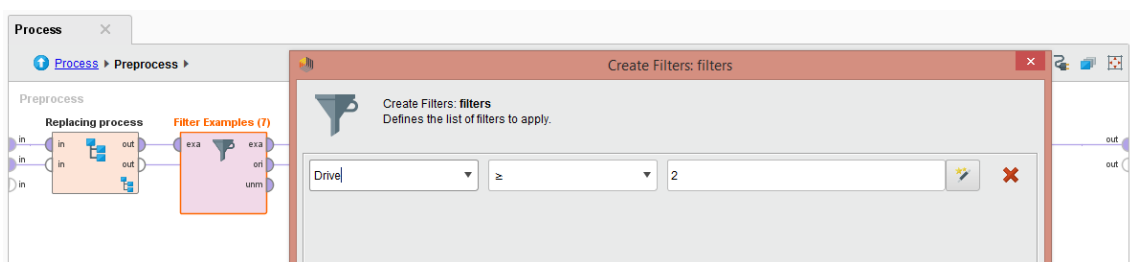 Process
Process Preprocess
Create Filters: filters
Preprocess
Create Filters: filters
Defines the list of filters to apply.
Replacing process
Filter Examples (7)
in in out exa exa out
in in out ori out
in unm
Drive ≥ 2